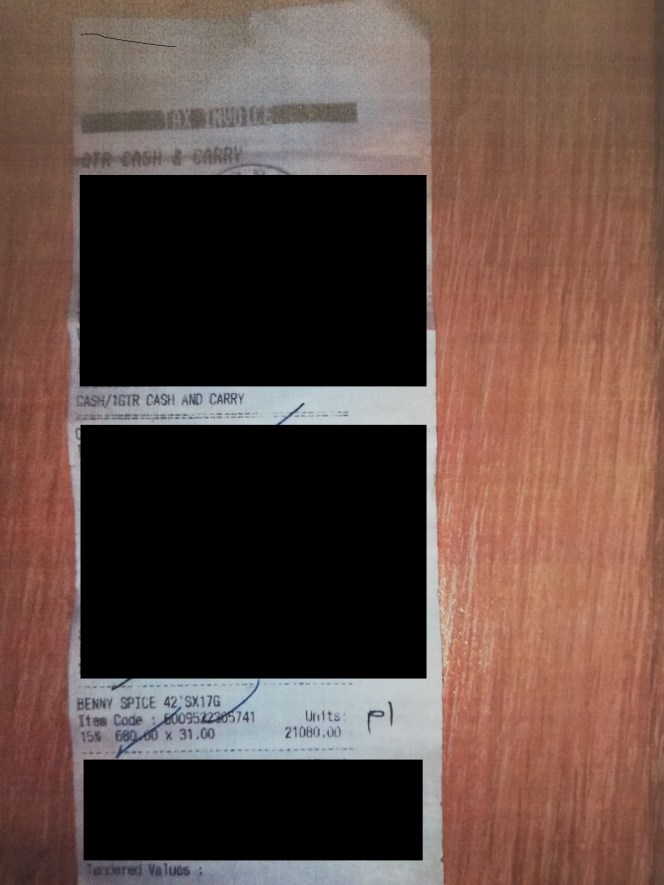 TAX INVOICE
GTR CASH & CARRY
CASH/1GTR CASH AND CARRY
BENNY SPICE 42'SX17G
Item Code : 6009522305741 Units:
15% 680.00 x 31.00 21080.00
Tendered Values :